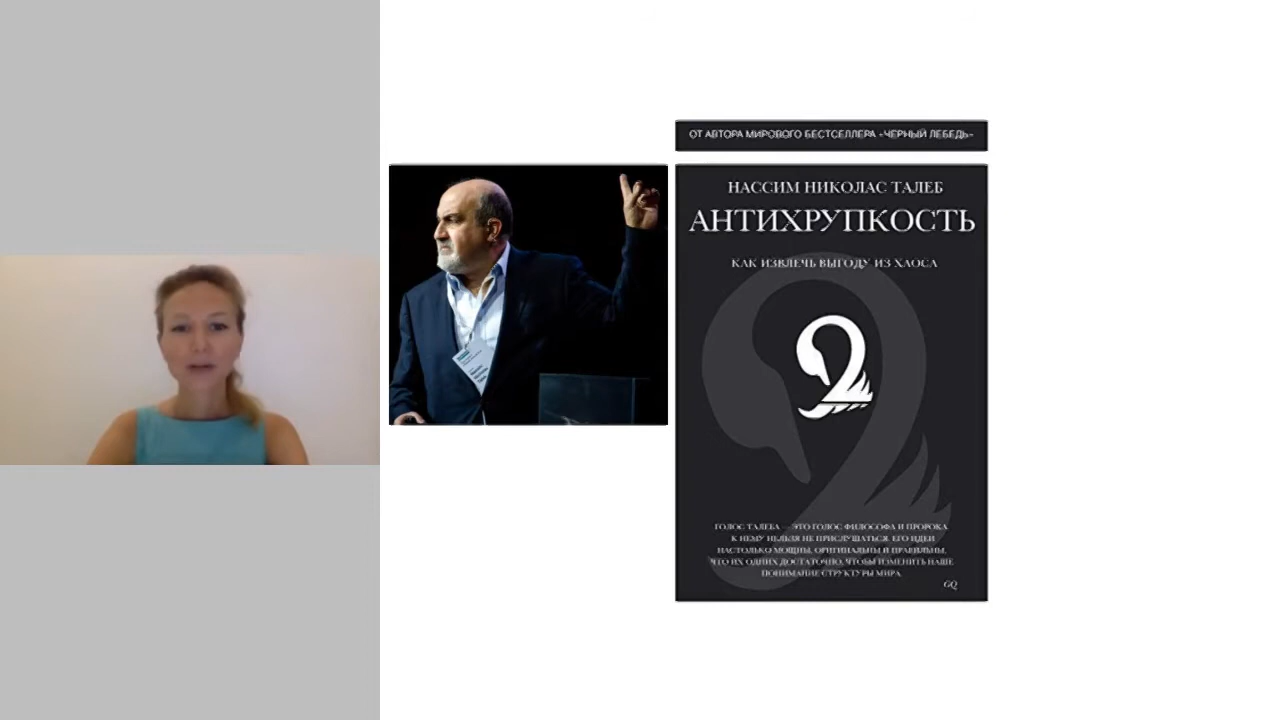 ОТ АВТОРА МИРОВОГО БЕСТСЕЛЛЕРА «ЧЕРНЫЙ ЛЕБЕДЬ»
НАССИМ НИКОЛАС ТАЛЕБ
АНТИХРУПКОСТЬ
КАК ИЗВЛЕЧЬ ВЫГОДУ ИЗ ХАОСА
ГОЛОС ТАЛЕБА — ЭТО ГОЛОС ФИЛОСОФА И ПРОРОКА.
К НЕМУ НЕЛЬЗЯ НЕ ПРИСЛУШАТЬСЯ. ЕГО ИДЕИ
НАСТОЛЬКО МОЩНЫ, ОРИГИНАЛЬНЫ И ПРАВИЛЬНЫ,
ЧТО ИХ ОДНИХ ДОСТАТОЧНО, ЧТОБЫ ИЗМЕНИТЬ НАШЕ
ПОНИМАНИЕ СТРУКТУРЫ МИРА.
GQ